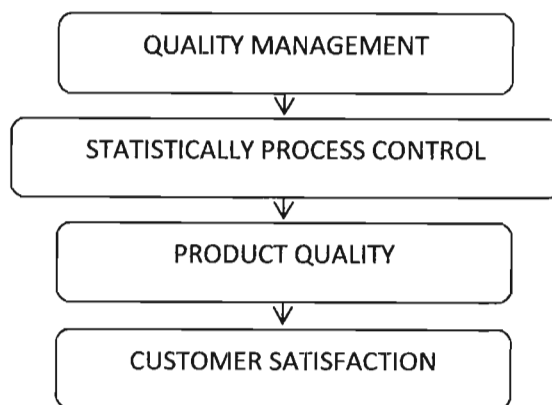 QUALITY MANAGEMENT
STATISTICALLY PROCESS CONTROL
PRODUCT QUALITY
CUSTOMER SATISFACTION